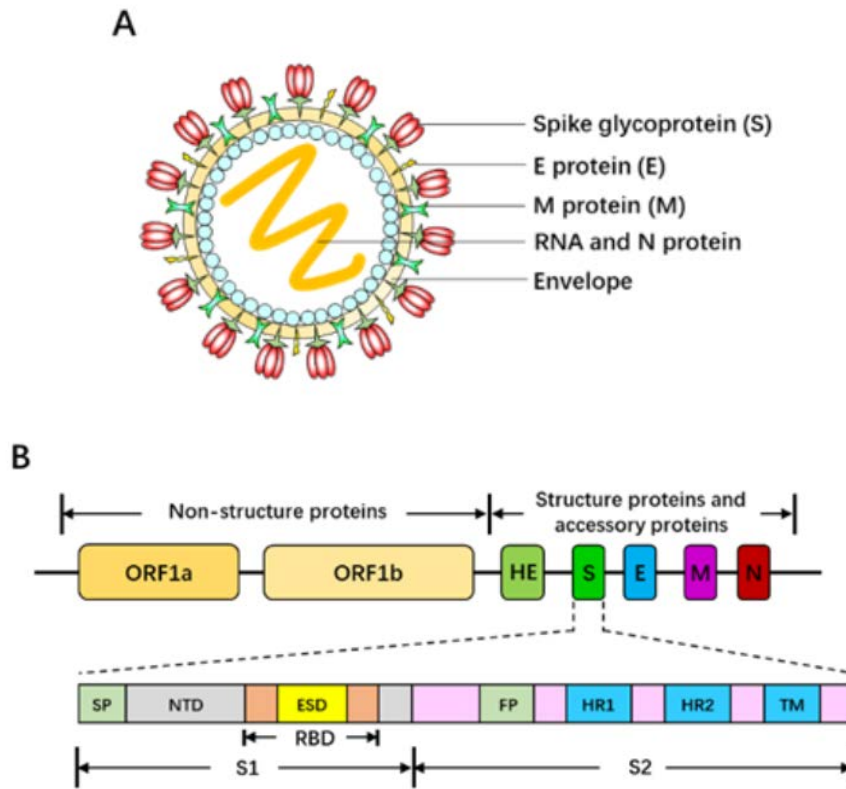 A
Spike glycoprotein (S)
E protein (E)
M protein (M)
RNA and N protein
Envelope
B
Non-structure proteins
Structure proteins and
accessory proteins
ORF1a ORF1b HE S E M N
SP NTD ESD FP HR1 HR2 TM
RBD
S1 S2